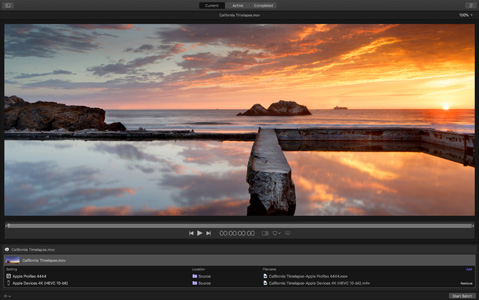 Current Active Completed
California Timelapse.mov
100%
00:00:00:00
California Timelapse.mov
California Timelapse.mov
Setting Location Filename Add
Apple ProRes 4444 Source California Timelapse-Apple ProRes 4444.mov
Apple Devices 4K (HEVC 10-bit) Source California Timelapse-Apple Devices 4K (HEVC 10-bit).m4v Remove
Start Batch